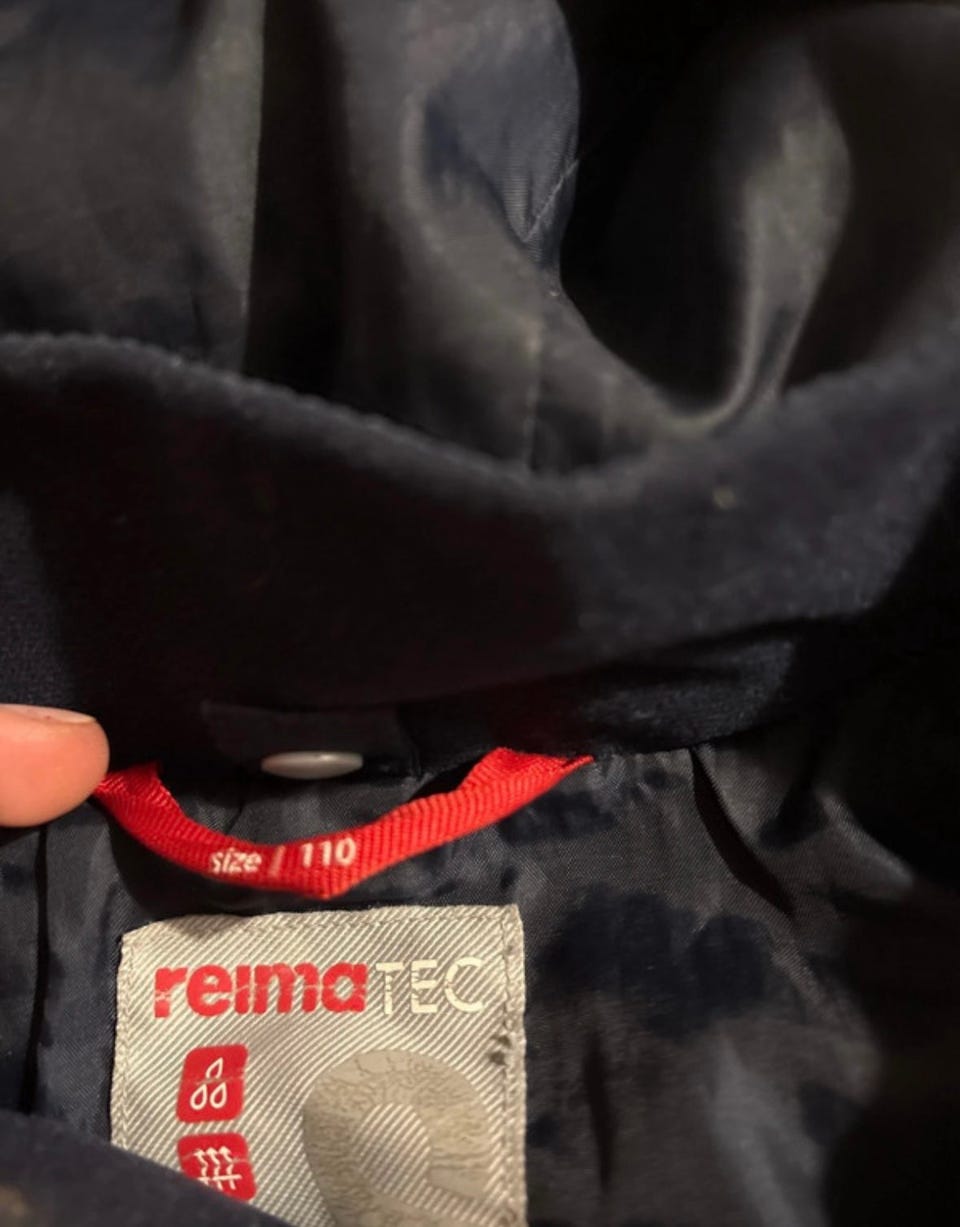 size / 110
reimaTEC